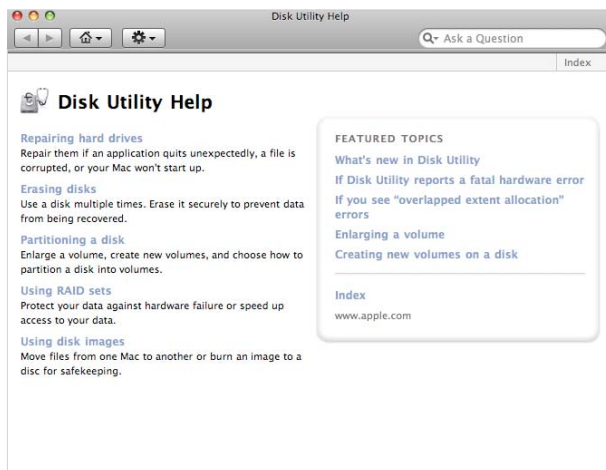 Disk Utility Help
Ask a Question
Index
Disk Utility Help
Repairing hard drives
Repair them if an application quits unexpectedly, a file is
corrupted, or your Mac won't start up.
Erasing disks
Use a disk multiple times. Erase it securely to prevent data
from being recovered.
Partitioning a disk
Enlarge a volume, create new volumes, and choose how to
partition a disk into volumes.
Using RAID sets
Protect your data against hardware failure or speed up
access to your data.
Using disk images
Move files from one Mac to another or burn an image to a
disc for safekeeping.
FEATURED TOPICS
What's new in Disk Utility
If Disk Utility reports a fatal hardware error
If you see “overlapped extent allocation”
errors
Enlarging a volume
Creating new volumes on a disk
Index
www.apple.com